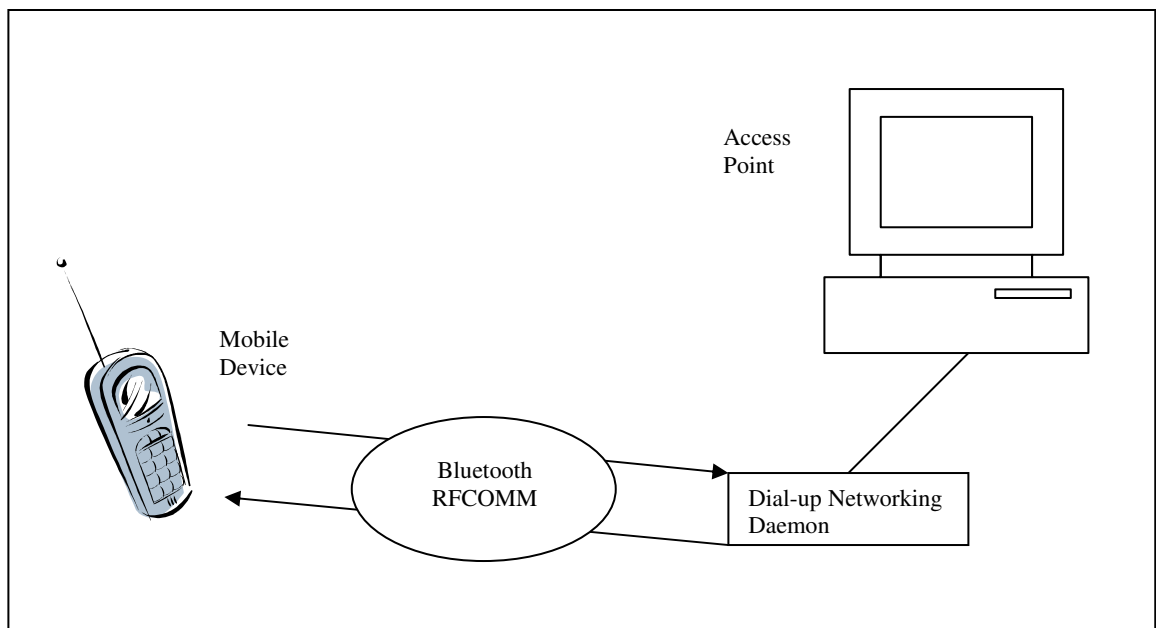 Access
Point
Mobile
Device
Bluetooth
RFCOMM
Dial-up Networking
Daemon